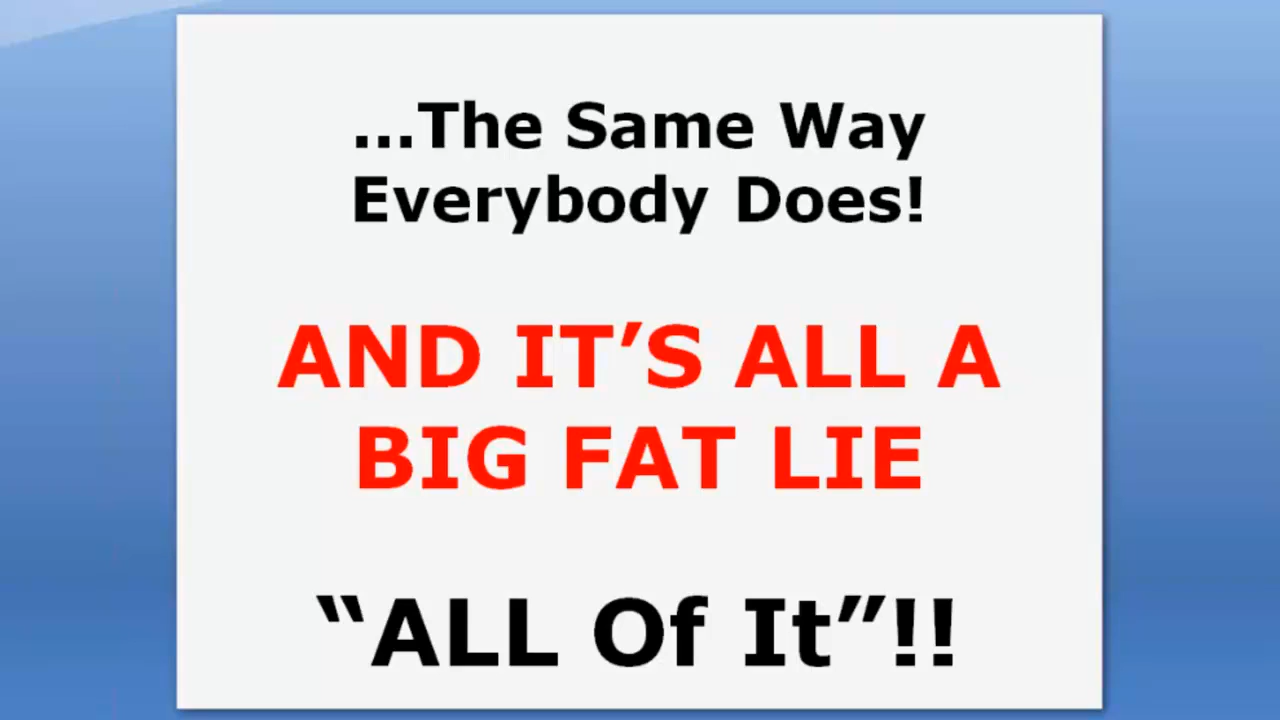 ...The Same Way
Everybody Does!
AND IT’S ALL A
BIG FAT LIE
“ALL Of It”!!